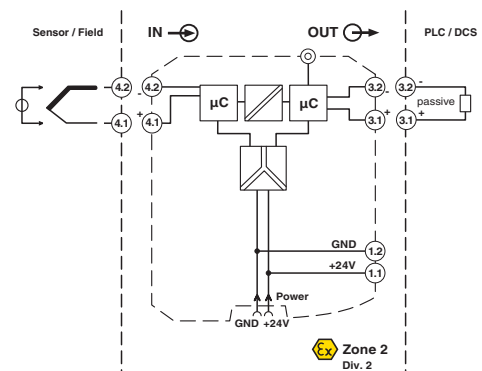 Sensor / Field
IN
OUT
PLC / DCS
4.2
4.2
-
µC
µC
3.2
-
3.2
-
passive
4.1
+
4.1
3.1
+
3.1
+
GND
1.2
+24V
1.1
Power
GND +24V
Ex
Zone 2
Div. 2